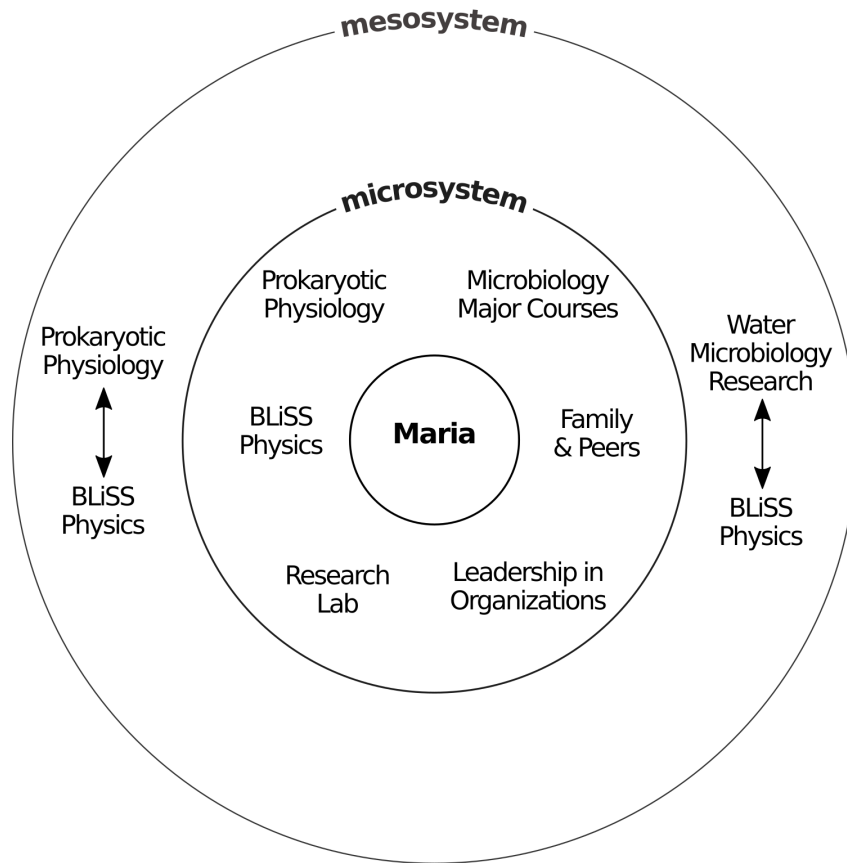 mesosystem
microsystem
Prokaryotic
Physiology
Microbiology
Major Courses
Prokaryotic
Physiology
BLiSS
Physics
Water
Microbiology
Research
BLiSS
Physics
BLiSS
Physics
Maria
Family
& Peers
Research
Lab
Leadership in
Organizations